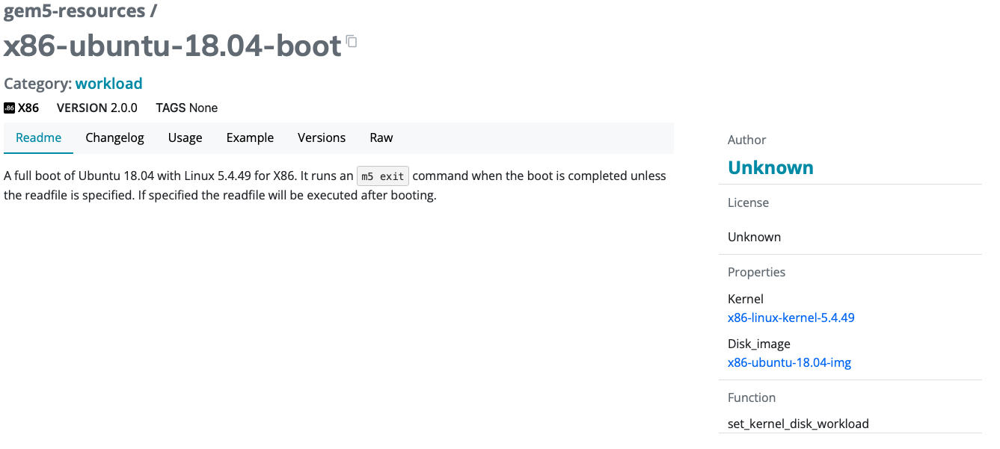 gem5-resources /
x86-ubuntu-18.04-boot
Category: workload
x86 X86 VERSION 2.0.0 TAGS None
Readme Changelog Usage Example Versions Raw
A full boot of Ubuntu 18.04 with Linux 5.4.49 for X86. It runs an m5 exit command when the boot is completed unless
the readfile is specified. If specified the readfile will be executed after booting.
Author
Unknown
License
Unknown
Properties
Kernel
x86-linux-kernel-5.4.49
Disk_image
x86-ubuntu-18.04-img
Function
set_kernel_disk_workload